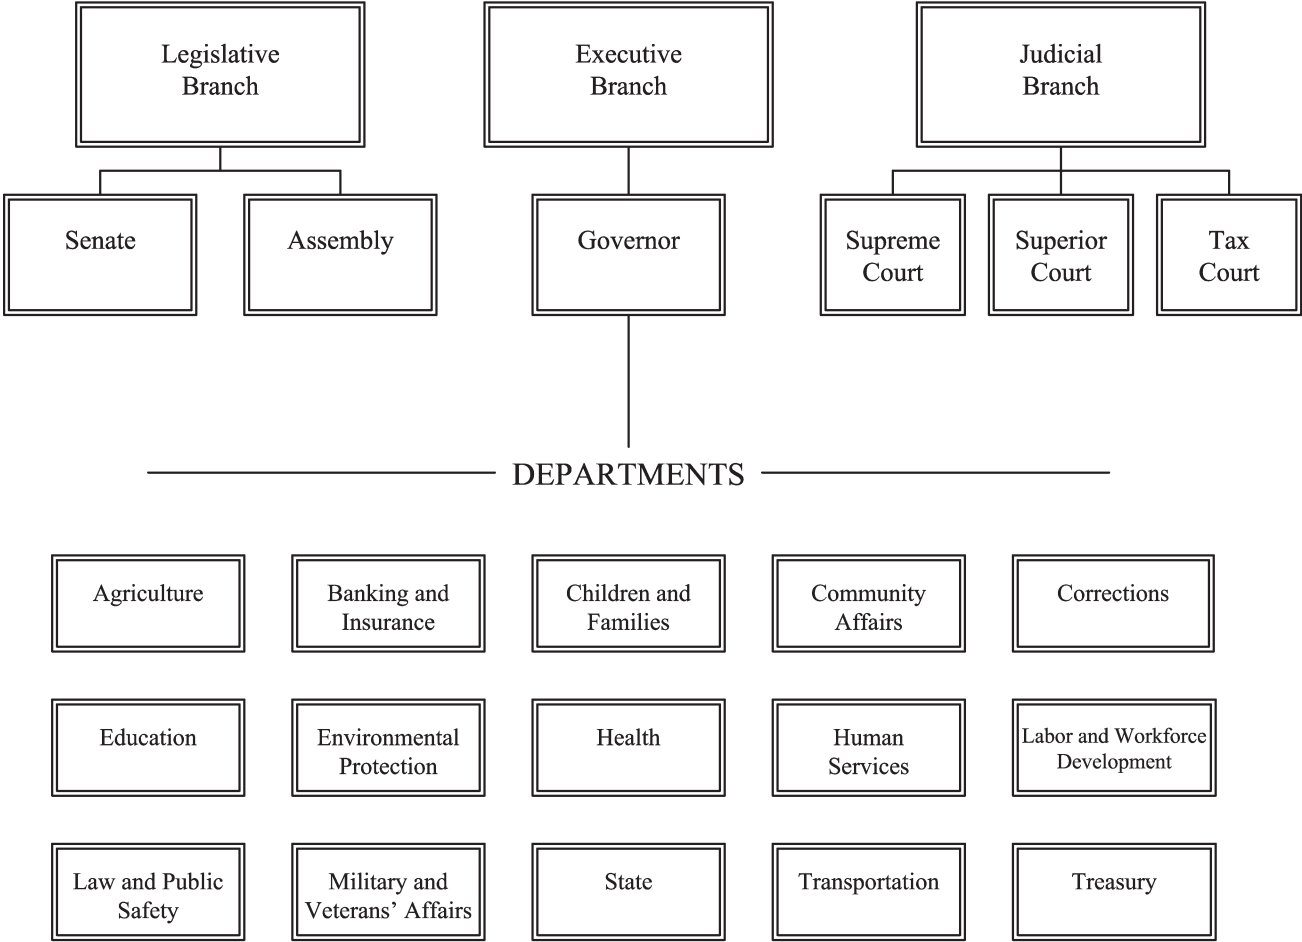 Legislative
Branch
Executive
Branch
Judicial
Branch
Senate
Assembly
Governor
Supreme
Court
Superior
Court
Tax
Court
DEPARTMENTS
Agriculture
Banking and
Insurance
Children and
Families
Community
Affairs
Corrections
Education
Environmental
Protection
Health
Human
Services
Labor and Workforce
Development
Law and Public
Safety
Military and
Veterans’ Affairs
State
Transportation
Treasury